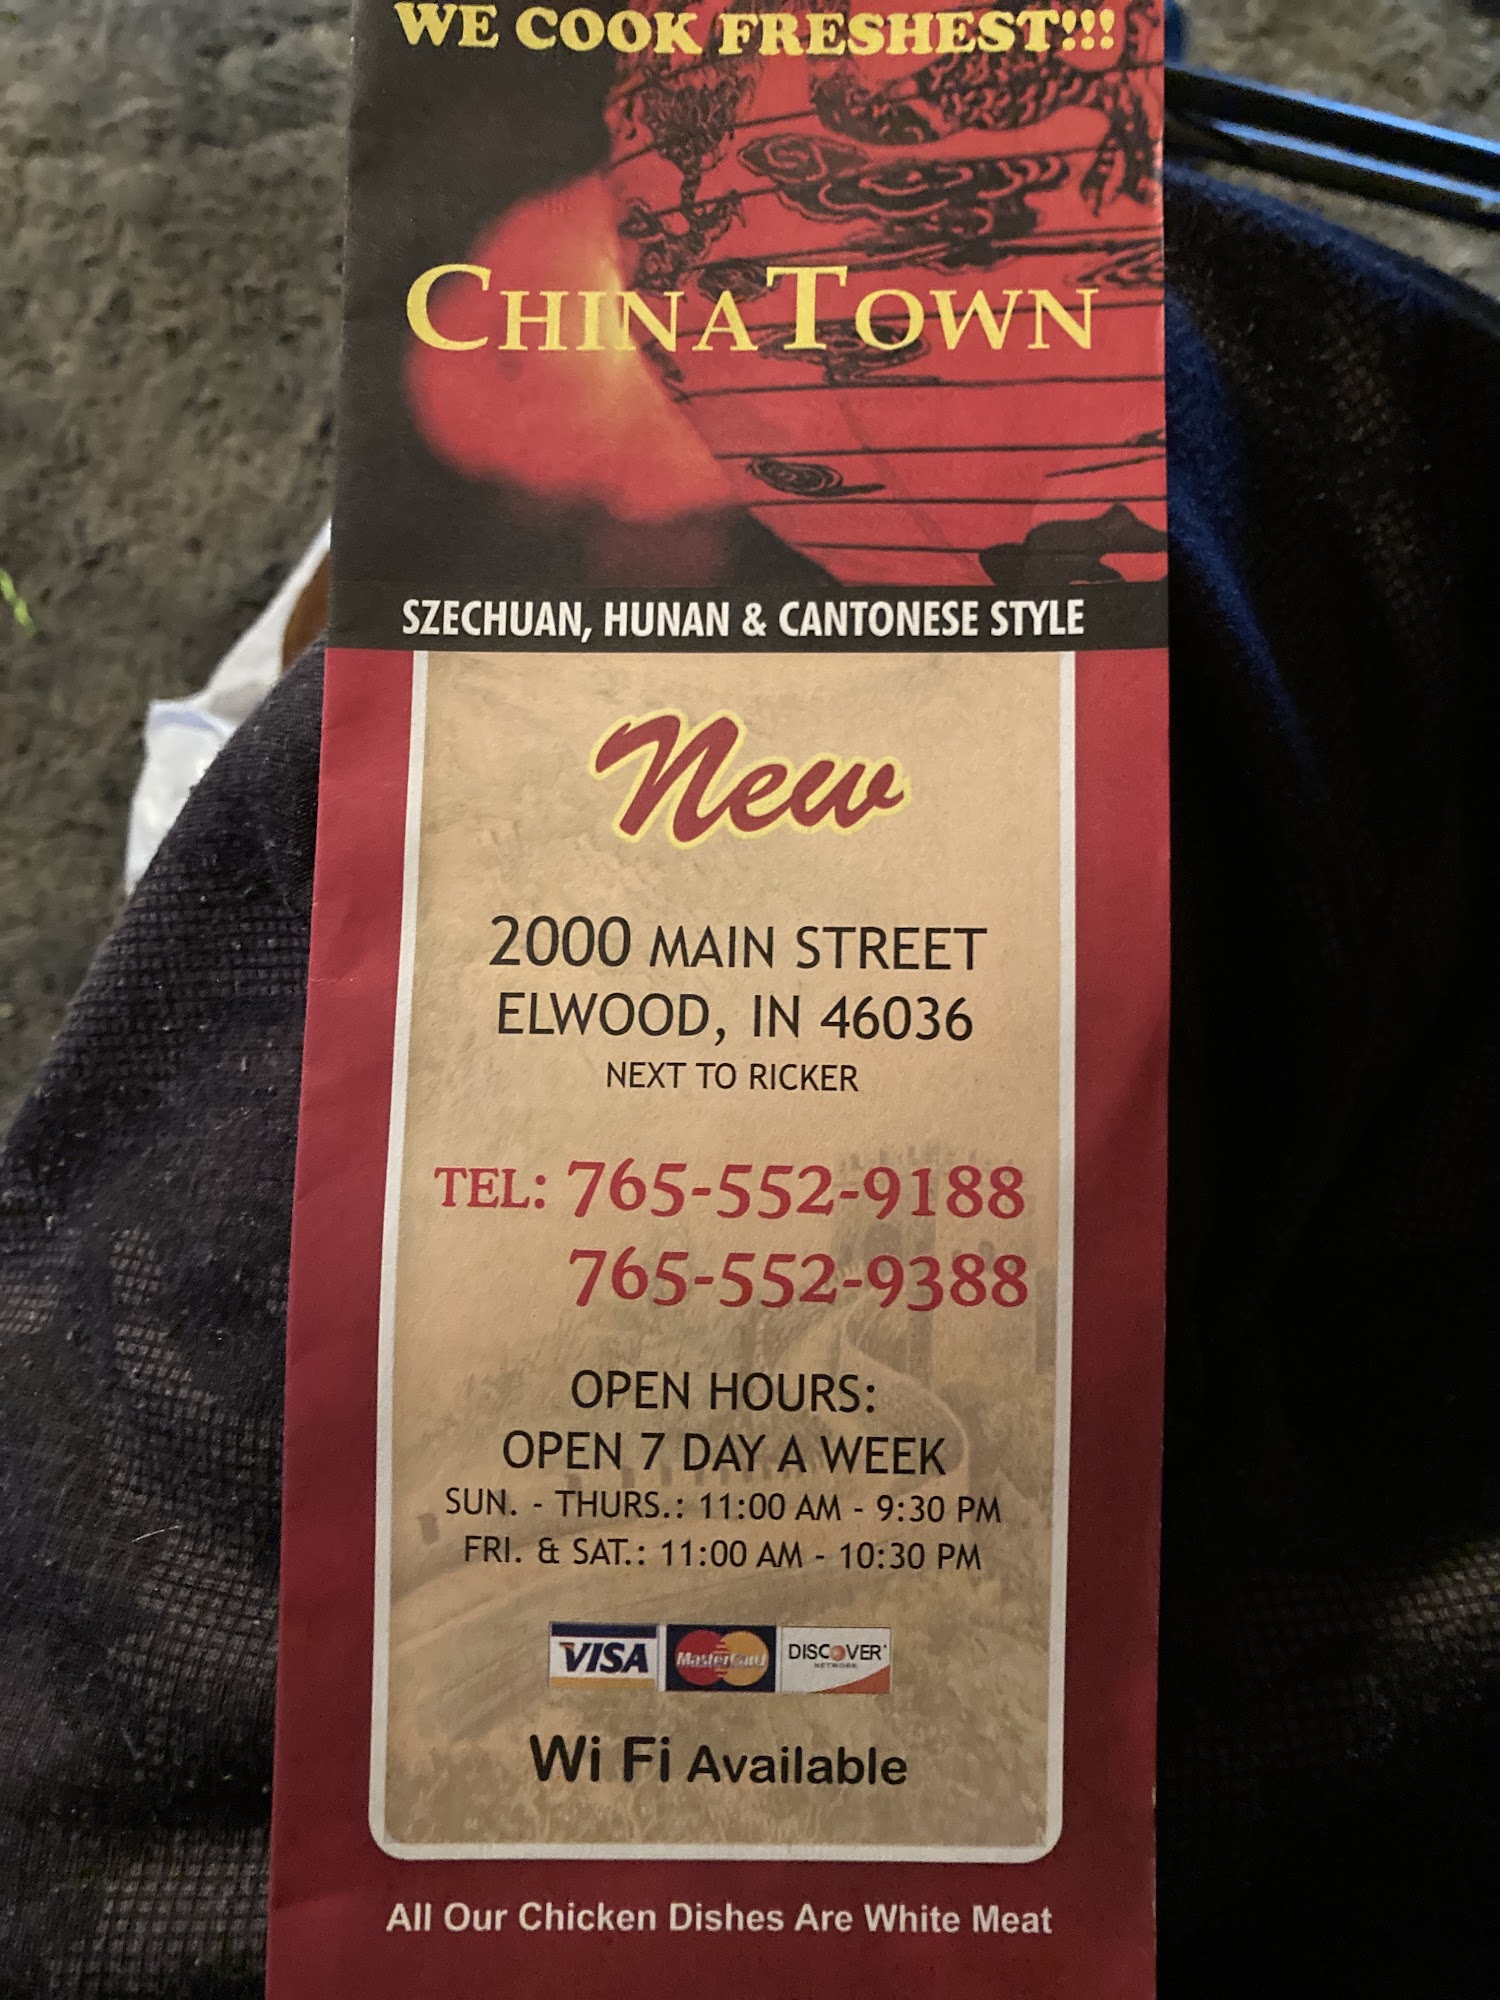 WE COOK FRESHEST!!!
CHINATOWN
SZECHUAN, HUNAN & CANTONESE STYLE
New
2000 MAIN STREET
ELWOOD, IN 46036
NEXT TO RICKER
TEL: 765-552-9188
765-552-9388
OPEN HOURS:
OPEN 7 DAY A WEEK
SUN. - THURS.: 11:00 AM - 9:30 PM
FRI. & SAT.: 11:00 AM - 10:30 PM
VISA MasterCard DISCOVER
NETWORK
Wi Fi Available
All Our Chicken Dishes Are White Meat